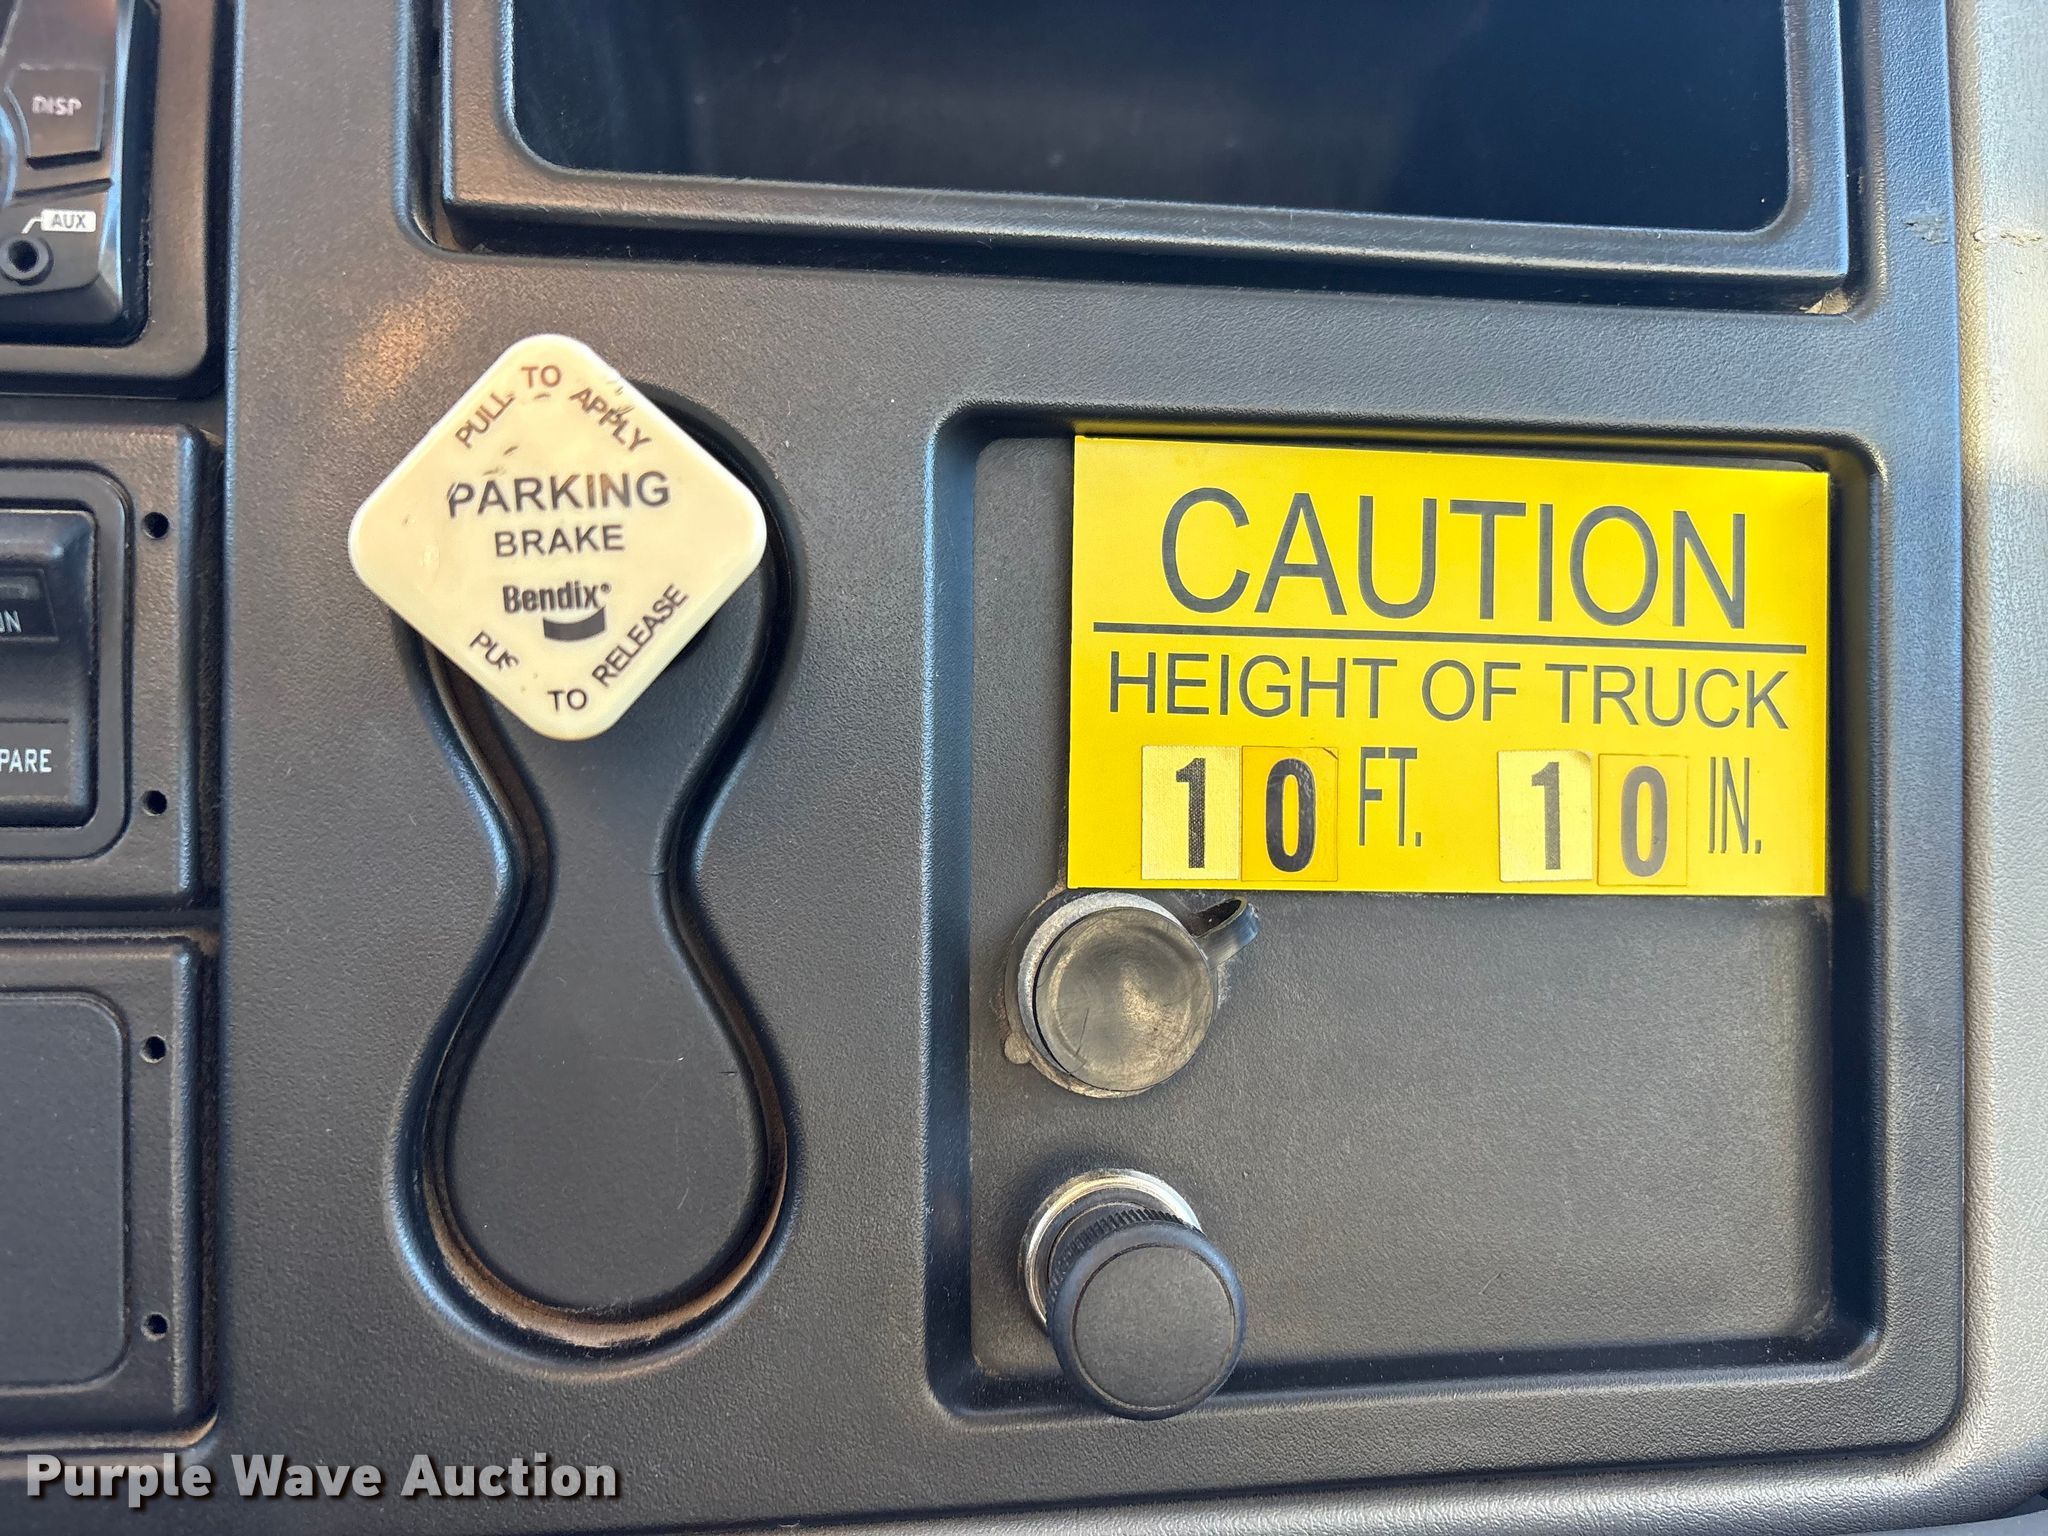 DISP
AUX
PULL TO APPLY
PARKING
BRAKE
Bendix®
TO RELEASE
CAUTION
HEIGHT OF TRUCK
10 FT. 10 IN.
Purple Wave Auction